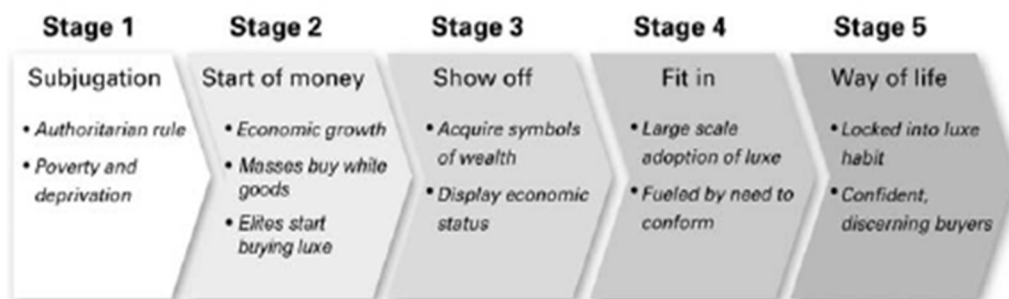 Stage 1
Subjugation
• Authoritarian rule
• Poverty and
deprivation
Stage 2
Start of money
• Economic growth
• Masses buy white
goods
• Elites start
buying luxe
Stage 3
Show off
• Acquire symbols
of wealth
• Display economic
status
Stage 4
Fit in
• Large scale
adoption of luxe
• Fueled by need to
conform
Stage 5
Way of life
• Locked into luxe
habit
• Confident,
discerning buyers